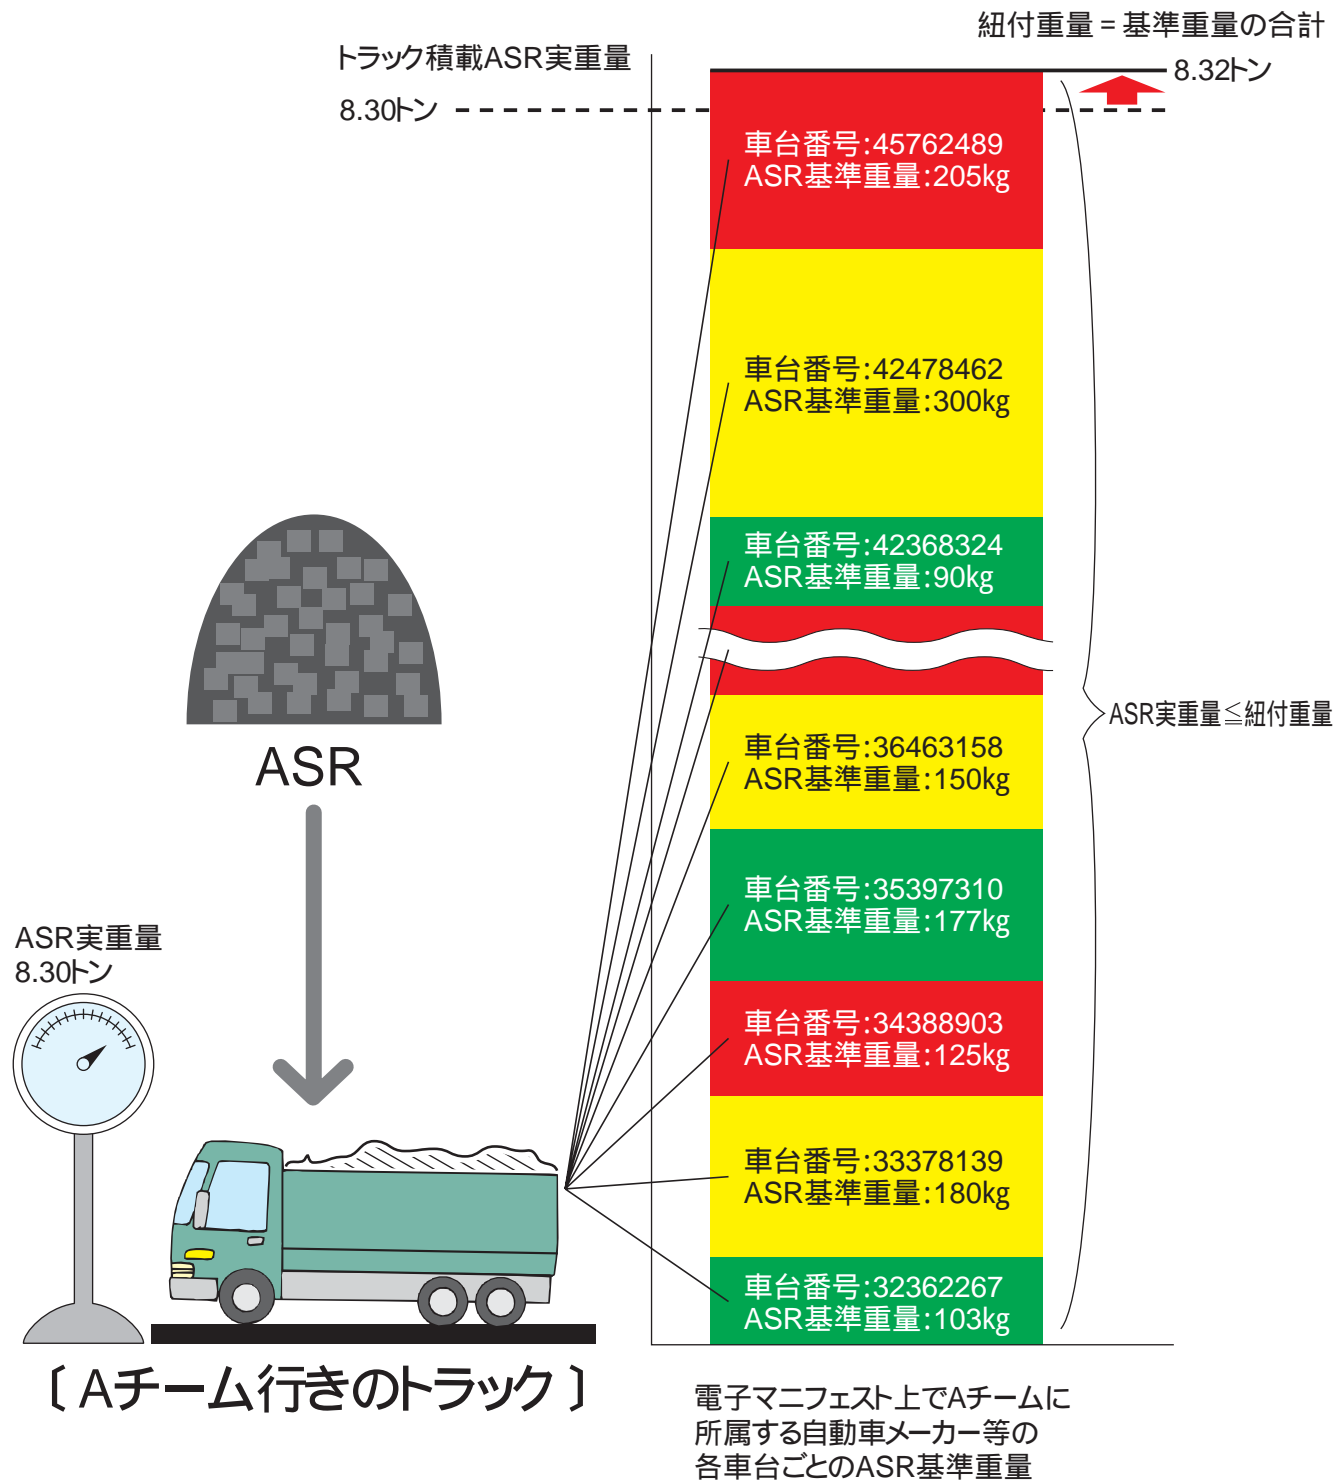 紐付重量 = 基準重量の合計
トラック積載ASR実重量
8.32トン
8.30トン
車台番号:45762489
ASR基準重量:205kg
車台番号:42478462
ASR基準重量:300kg
車台番号:42368324
ASR基準重量:90kg
ASR実重量≦紐付重量
車台番号:36463158
ASR基準重量:150kg
ASR
車台番号:35397310
ASR基準重量:177kg
ASR実重量
8.30トン
車台番号:34388903
ASR基準重量:125kg
車台番号:33378139
ASR基準重量:180kg
車台番号:32362267
ASR基準重量:103kg
〔 Aチーム行きのトラック 〕
電子マニフェスト上でAチームに
所属する自動車メーカー等の
各車台ごとのASR基準重量